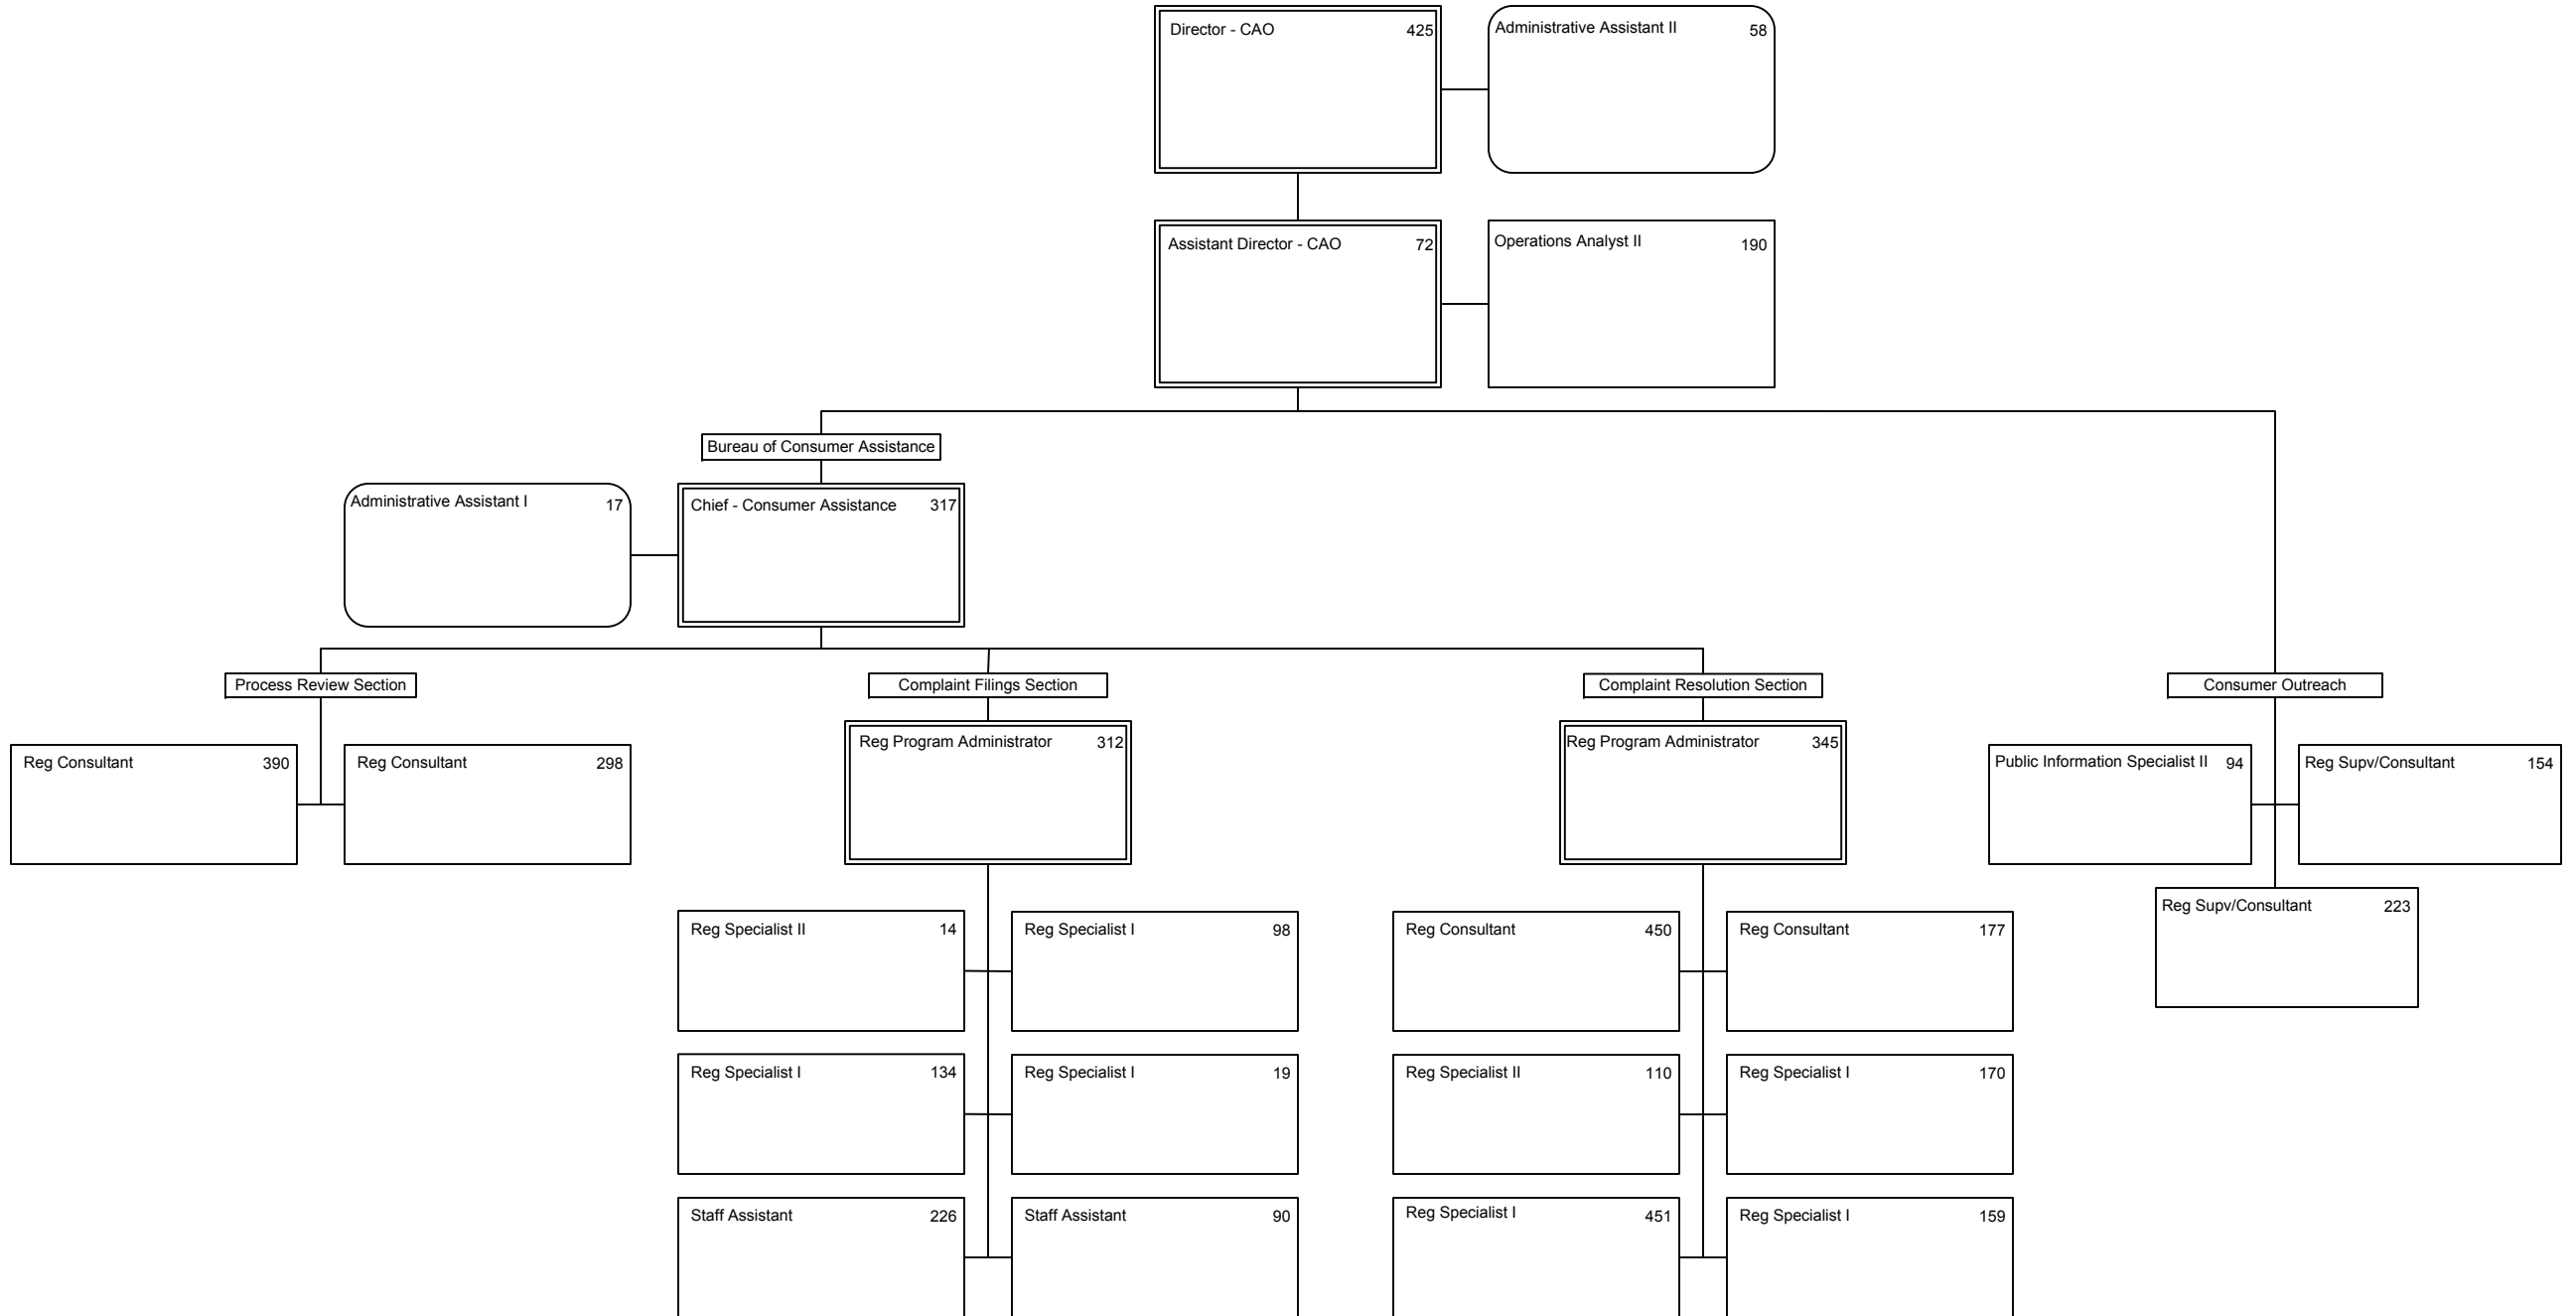 Director - CAO 425
Administrative Assistant II 58
Assistant Director - CAO 72
Operations Analyst II 190
Bureau of Consumer Assistance
Administrative Assistant I 17
Chief - Consumer Assistance 317
Process Review Section
Complaint Filings Section
Complaint Resolution Section
Consumer Outreach
Reg Consultant 390
Reg Consultant 298
Reg Program Administrator 312
Reg Program Administrator 345
Public Information Specialist II 94
Reg Supv/Consultant 154
Reg Supv/Consultant 223
Reg Specialist II 14
Reg Specialist I 98
Reg Consultant 450
Reg Consultant 177
Reg Specialist I 134
Reg Specialist I 19
Reg Specialist II 110
Reg Specialist I 170
Staff Assistant 226
Staff Assistant 90
Reg Specialist I 451
Reg Specialist I 159